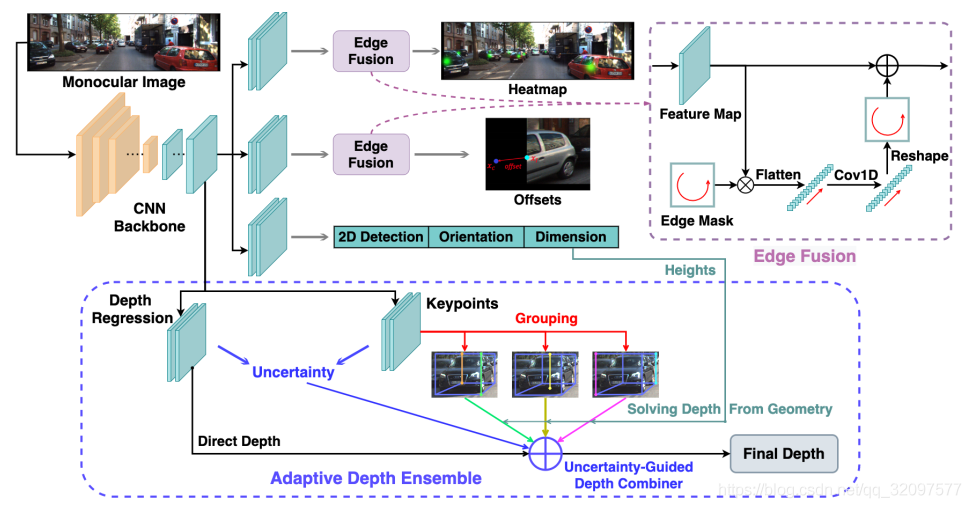 Monocular Image
CNN
Backbone
Edge
Fusion
Heatmap
Edge
Fusion
x_c
offset
Offsets
2D Detection
Orientation
Dimension
Feature Map
Edge Mask
Flatten
Cov1D
Reshape
Edge Fusion
Heights
Depth
Regression
Keypoints
Grouping
Uncertainty
Solving Depth From Geometry
Direct Depth
Uncertainty-Guided
Depth Combiner
Final Depth
Adaptive Depth Ensemble
https://blog.csdn.net/qq_32097577